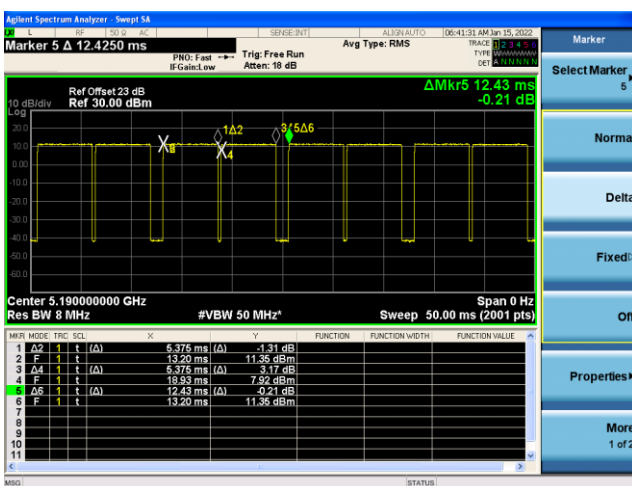 Agilent Spectrum Analyzer - Swept SA
L RF 50 Ω AC SENSE:INT ALIGN AUTO 06:41:31 AM Jan 15, 2022
Marker 5 Δ 12.4250 ms
PNO: Fast
IFGain:Low
Trig: Free Run
Atten: 18 dB
Avg Type: RMS
TRACE 1 2 3 4 5 6
TYPE
DET A N N N N N
Ref Offset 23 dB
10 dB/div Ref 30.00 dBm
Log
ΔMkr5 12.43 ms
-0.21 dB
20.0
10.0
0.00
-10.0
-20.0
-30.0
-40.0
-50.0
-60.0
1Δ2
3/5Δ6
4
Center 5.190000000 GHz Span 0 Hz
Res BW 8 MHz #VBW 50 MHz* Sweep 50.00 ms (2001 pts)
MKR MODE TRC SCL X Y FUNCTION FUNCTION WIDTH FUNCTION VALUE
1 Δ2 1 t (Δ) 5.375 ms (Δ) -1.31 dB
2 F 1 t 13.20 ms 11.35 dBm
3 Δ4 1 t (Δ) 5.375 ms (Δ) 3.17 dB
4 F 1 t 18.93 ms 7.92 dBm
5 Δ6 1 t (Δ) 12.43 ms (Δ) -0.21 dB
6 F 1 t 13.20 ms 11.35 dBm
7
8
9
10
11
MSG STATUS
Marker
Select Marker
5
Norma
Delta
Fixed
Off
Properties
More
1 of 2